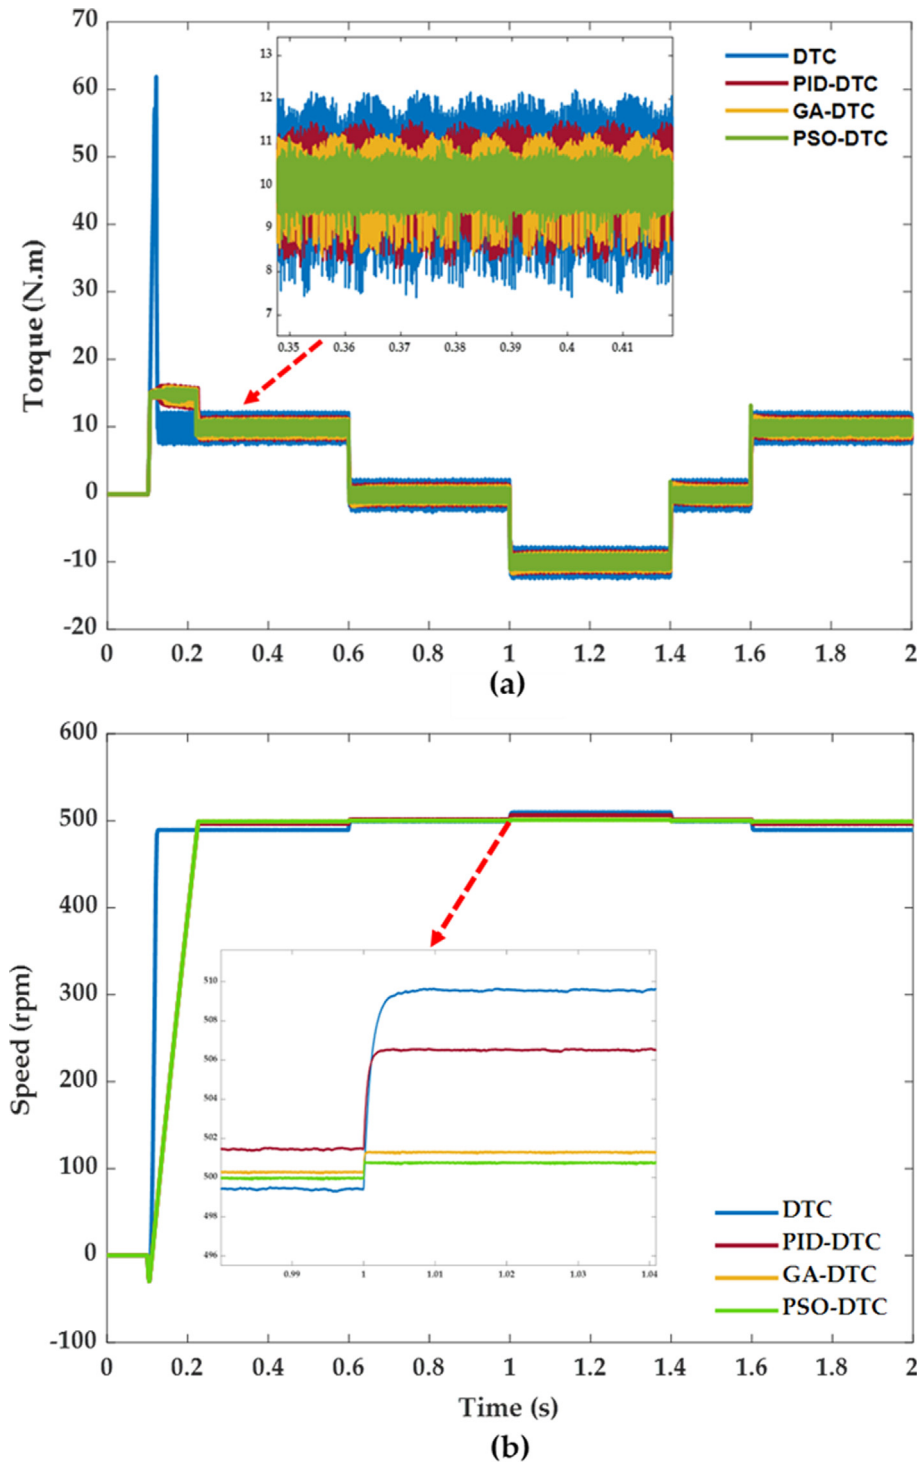 70
60
50
40
30
20
10
0
-10
-20
Torque (N.m)
13
12
11
10
9
8
7
0.35 0.36 0.37 0.38 0.39 0.4 0.41
DTC
PID-DTC
GA-DTC
PSO-DTC
0 0.2 0.4 0.6 0.8 1 1.2 1.4 1.6 1.8 2
(a)
600
500
400
300
200
100
0
-100
Speed (rpm)
510
508
506
504
502
500
498
496
0.99 1 1.01 1.02 1.03 1.04
DTC
PID-DTC
GA-DTC
PSO-DTC
0 0.2 0.4 0.6 0.8 1 1.2 1.4 1.6 1.8 2
Time (s)
(b)